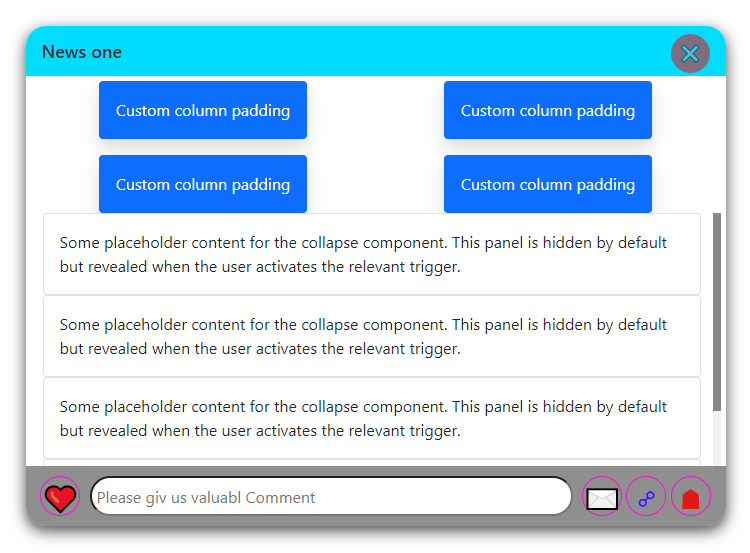 News one
Custom column padding
Custom column padding
Custom column padding
Custom column padding
Some placeholder content for the collapse component. This panel is hidden by default
but revealed when the user activates the relevant trigger.
Some placeholder content for the collapse component. This panel is hidden by default
but revealed when the user activates the relevant trigger.
Some placeholder content for the collapse component. This panel is hidden by default
but revealed when the user activates the relevant trigger.
Please giv us valuabl Comment